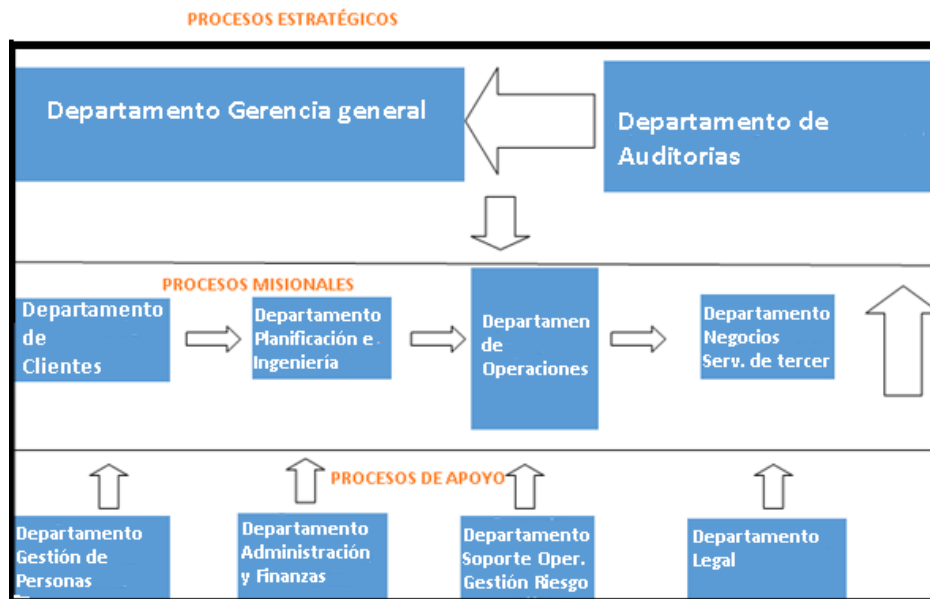 PROCESOS ESTRATÉGICOS
Departamento Gerencia general
Departamento de
Auditorias
PROCESOS MISIONALES
Departamento
de
Clientes
Departamento
Planificación e
Ingeniería
Departamen
de
Operaciones
Departamento
Negocios
Serv. de tercer
PROCESOS DE APOYO
Departamento
Gestión de
Personas
Departamento
Administración
y Finanzas
Departamento
Soporte Oper.
Gestión Riesgo
Departamento
Legal